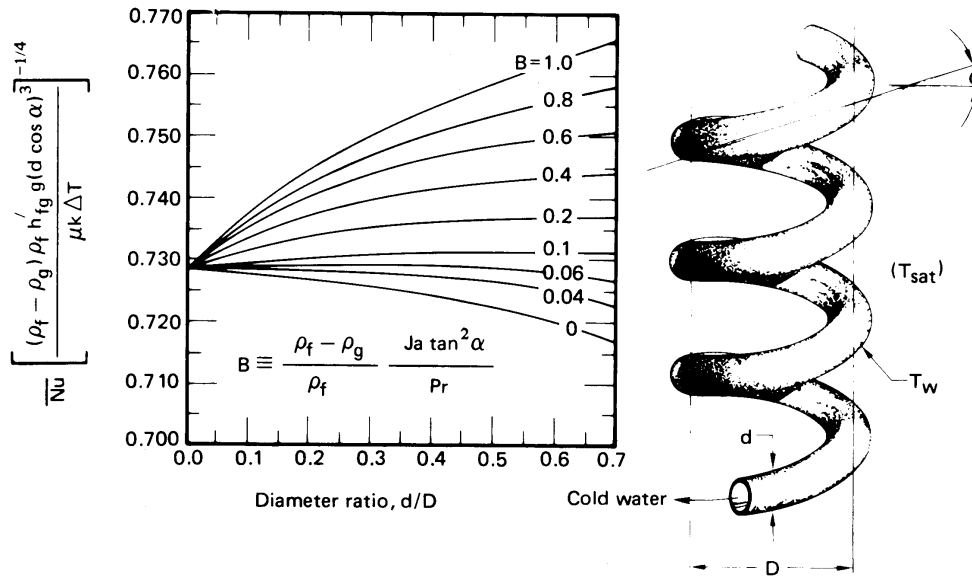 0.770
0.760
0.750
0.740
0.730
0.720
0.710
0.700
0.0 0.1 0.2 0.3 0.4 0.5 0.6 0.7
Diameter ratio, d/D
N̅u̅ [(ρf − ρg) ρf h′fg g(d cos α)³ / μk ΔT]^−1/4
B = 1.0
0.8
0.6
0.4
0.2
0.1
0.06
0.04
0
B ≡ (ρf − ρg)/ρf Ja tan²α/Pr
(Tsat)
Tw
d
Cold water
D